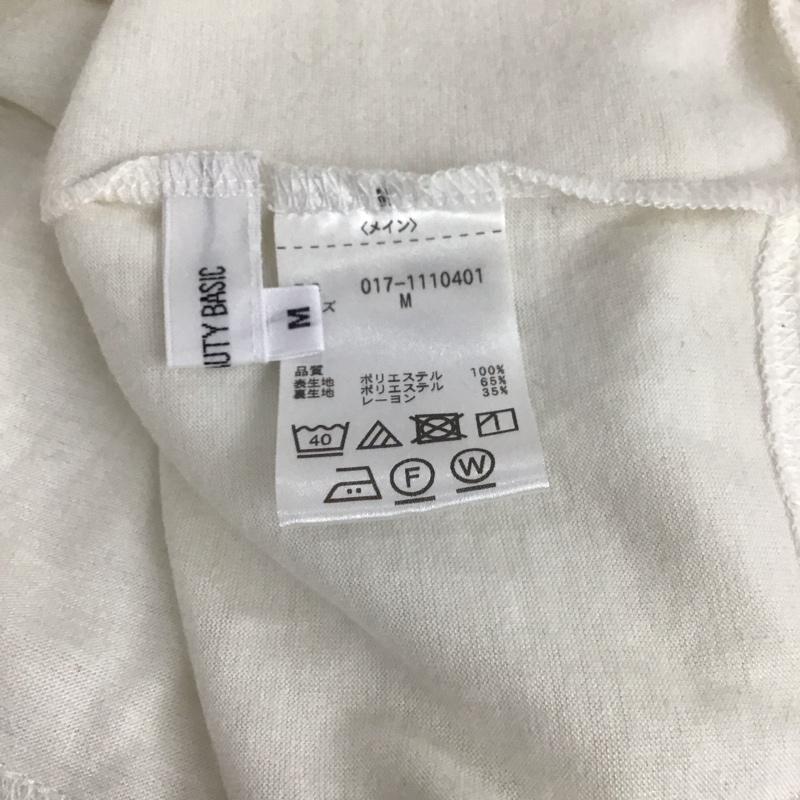 UTY BASIC
M
〈メイン〉
017-1110401
ズ M
品質
表生地 ポリエステル 100%
裏生地 ポリエステル 65%
レーヨン 35%
40
F
W